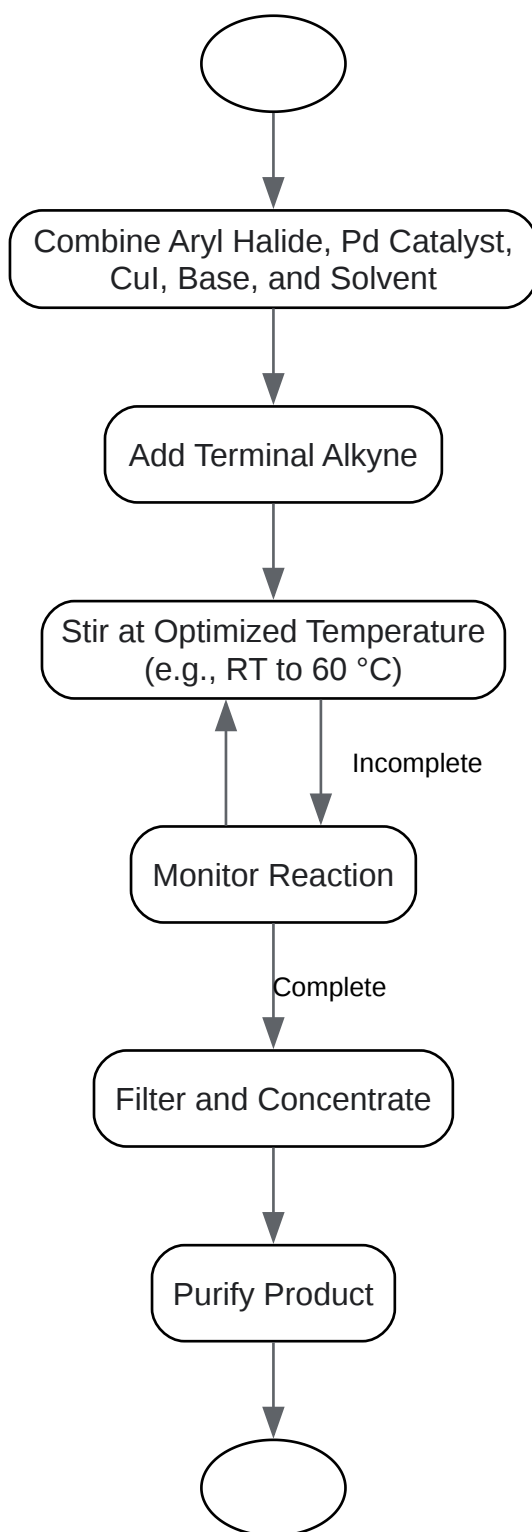 Combine Aryl Halide, Pd Catalyst,
CuI, Base, and Solvent
Add Terminal Alkyne
Stir at Optimized Temperature
(e.g., RT to 60 °C)
Incomplete
Monitor Reaction
Complete
Filter and Concentrate
Purify Product